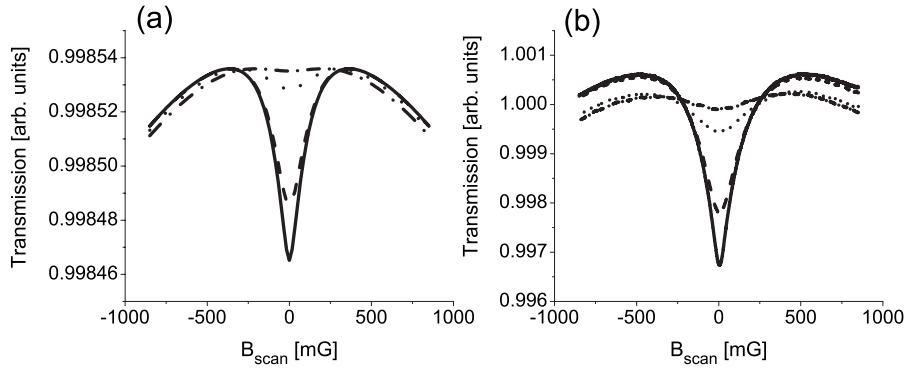 (a)
Transmission [arb. units]
0.99854
0.99852
0.99850
0.99848
0.99846
-1000 -500 0 500 1000
B_scan [mG]
(b)
Transmission [arb. units]
1.001
1.000
0.999
0.998
0.997
0.996
-1000 -500 0 500 1000
B_scan [mG]